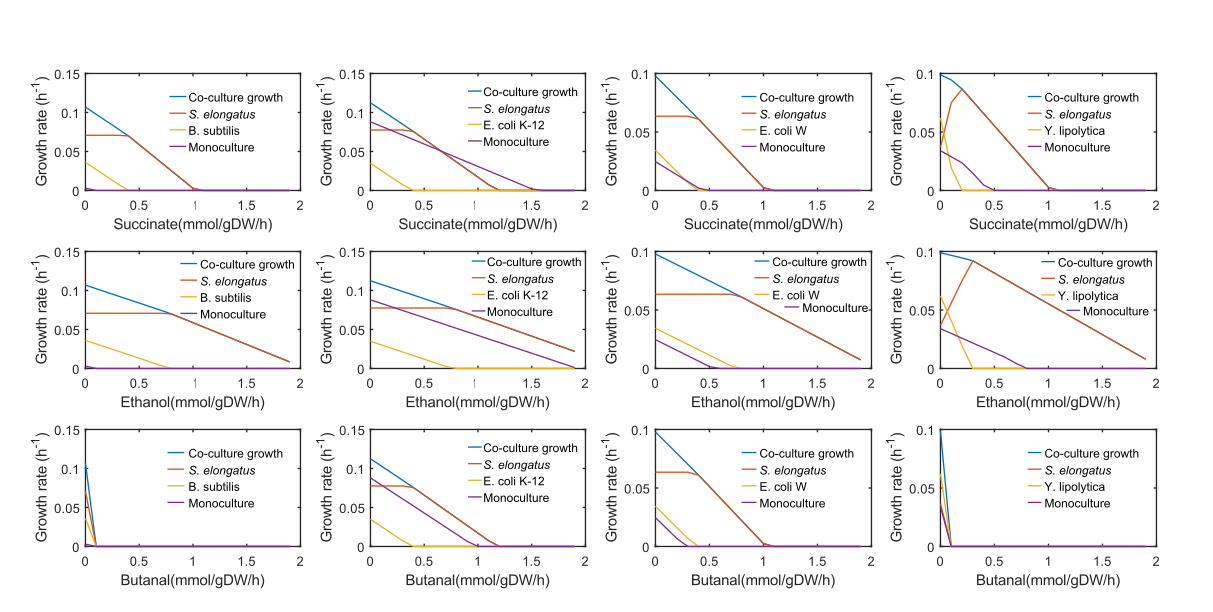 0.15
0.1
0.05
0
Growth rate (h⁻¹)
Co-culture growth
S. elongatus
B. subtilis
Monoculture
0 0.5 1 1.5 2
Succinate(mmol/gDW/h)
0.15
0.1
0.05
0
Growth rate (h⁻¹)
Co-culture growth
S. elongatus
E. coli K-12
Monoculture
0 0.5 1 1.5 2
Succinate(mmol/gDW/h)
0.1
0.05
0
Growth rate (h⁻¹)
Co-culture growth
S. elongatus
E. coli W
Monoculture
0 0.5 1 1.5 2
Succinate(mmol/gDW/h)
0.1
0.05
0
Growth rate (h⁻¹)
Co-culture growth
S. elongatus
Y. lipolytica
Monoculture
0 0.5 1 1.5 2
Succinate(mmol/gDW/h)
0.15
0.1
0.05
0
Growth rate (h⁻¹)
Co-culture growth
S. elongatus
B. subtilis
Monoculture
0 0.5 1 1.5 2
Ethanol(mmol/gDW/h)
0.15
0.1
0.05
0
Growth rate (h⁻¹)
Co-culture growth
S. elongatus
E. coli K-12
Monoculture
0 0.5 1 1.5 2
Ethanol(mmol/gDW/h)
0.1
0.05
0
Growth rate (h⁻¹)
Co-culture growth
S. elongatus
E. coli W
Monoculture
0 0.5 1 1.5 2
Ethanol(mmol/gDW/h)
0.1
0.05
0
Growth rate (h⁻¹)
Co-culture growth
S. elongatus
Y. lipolytica
Monoculture
0 0.5 1 1.5 2
Ethanol(mmol/gDW/h)
0.15
0.1
0.05
0
Growth rate (h⁻¹)
Co-culture growth
S. elongatus
B. subtilis
Monoculture
0 0.5 1 1.5 2
Butanal(mmol/gDW/h)
0.15
0.1
0.05
0
Growth rate (h⁻¹)
Co-culture growth
S. elongatus
E. coli K-12
Monoculture
0 0.5 1 1.5 2
Butanal(mmol/gDW/h)
0.1
0.05
0
Growth rate (h⁻¹)
Co-culture growth
S. elongatus
E. coli W
Monoculture
0 0.5 1 1.5 2
Butanal(mmol/gDW/h)
0.1
0.05
0
Growth rate (h⁻¹)
Co-culture growth
S. elongatus
Y. lipolytica
Monoculture
0 0.5 1 1.5 2
Butanal(mmol/gDW/h)